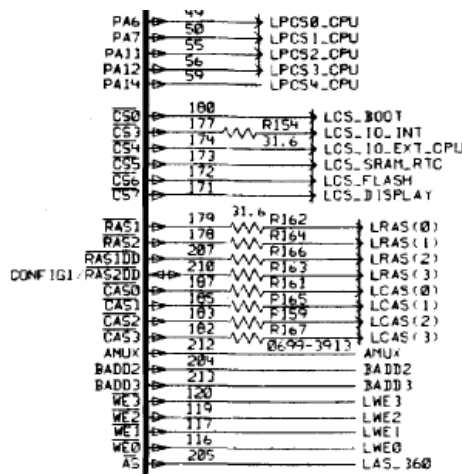 PA6 LPCS0_CPU
PA7 50 LPCS1_CPU
PA11 55 LPCS2_CPU
PA12 56 LPCS3_CPU
PA14 59 LPCS4_CPU
CS0 180 LCS_BOOT
CS3 177 R154 LCS_IO_INT
CS4 174 31.6 LCS_IO_EXT_CPU
CS5 173 LCS_SRAM_RTC
CS6 172 LCS_FLASH
CS7 171 LCS_DISPLAY
31.6
RAS1 179 R162 LRAS(0)
RAS2 178 R164 LRAS(1)
RAS1DD 207 R166 LRAS(2)
CONFIG1/RAS2DD 210 R163 LRAS(3)
CAS0 187 R161 LCAS(0)
CAS1 185 R165 LCAS(1)
CAS2 183 R159 LCAS(2)
CAS3 182 R167 LCAS(3)
AMUX 212 0699-3913 AMUX
BADD2 204 BADD2
BADD3 213 BADD3
WE3 120 LWE3
WE2 119 LWE2
WE1 117 LWE1
WE0 116 LWE0
AS 205 LAS_360